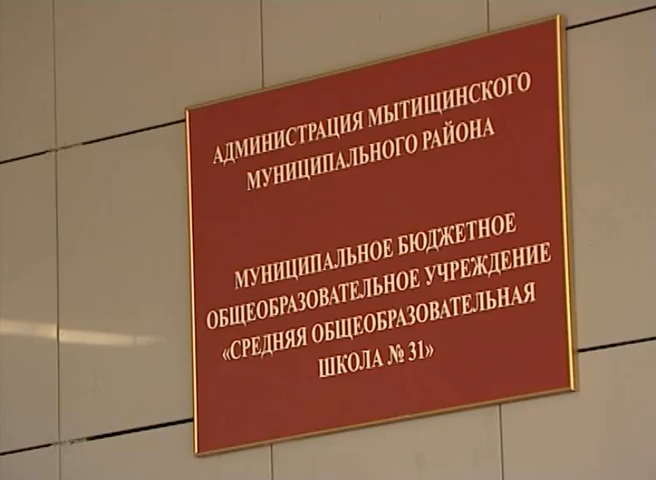 АДМИНИСТРАЦИЯ МЫТИЩИНСКОГО
МУНИЦИПАЛЬНОГО РАЙОНА
МУНИЦИПАЛЬНОЕ БЮДЖЕТНОЕ
ОБЩЕОБРАЗОВАТЕЛЬНОЕ УЧРЕЖДЕНИЕ
«СРЕДНЯЯ ОБЩЕОБРАЗОВАТЕЛЬНАЯ
ШКОЛА № 31»